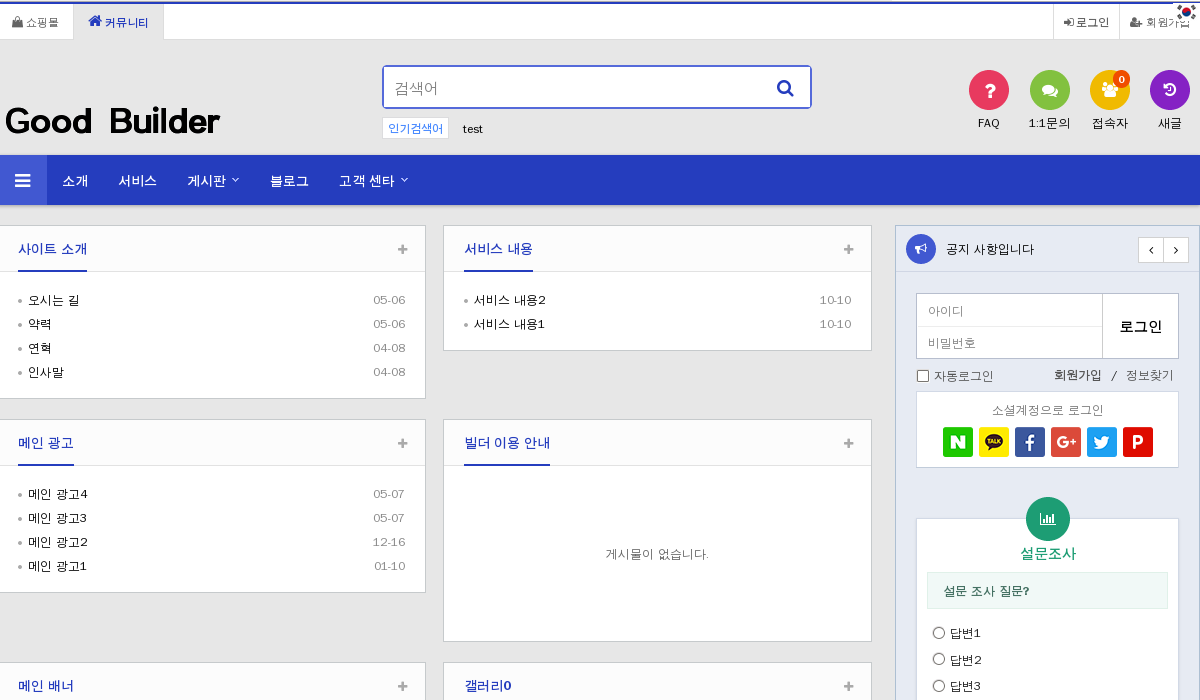 쇼핑몰 커뮤니티 로그인 회원가입
검색어
Good Builder
인기검색어 test
FAQ 1:1문의 0 접속자 새글
소개 서비스 게시판 블로그 고객 센타
사이트 소개
오시는 길 05-06
약력 05-06
연혁 04-08
인사말 04-08
서비스 내용
서비스 내용2 10-10
서비스 내용1 10-10
공지 사항입니다
아이디
비밀번호
로그인
자동로그인 회원가입 / 정보찾기
소셜계정으로 로그인
N TALK f G+ P
메인 광고
메인 광고4 05-07
메인 광고3 05-07
메인 광고2 12-16
메인 광고1 01-10
빌더 이용 안내
게시물이 없습니다.
설문조사
설문 조사 질문?
답변1
답변2
답변3
메인 배너
갤러리0